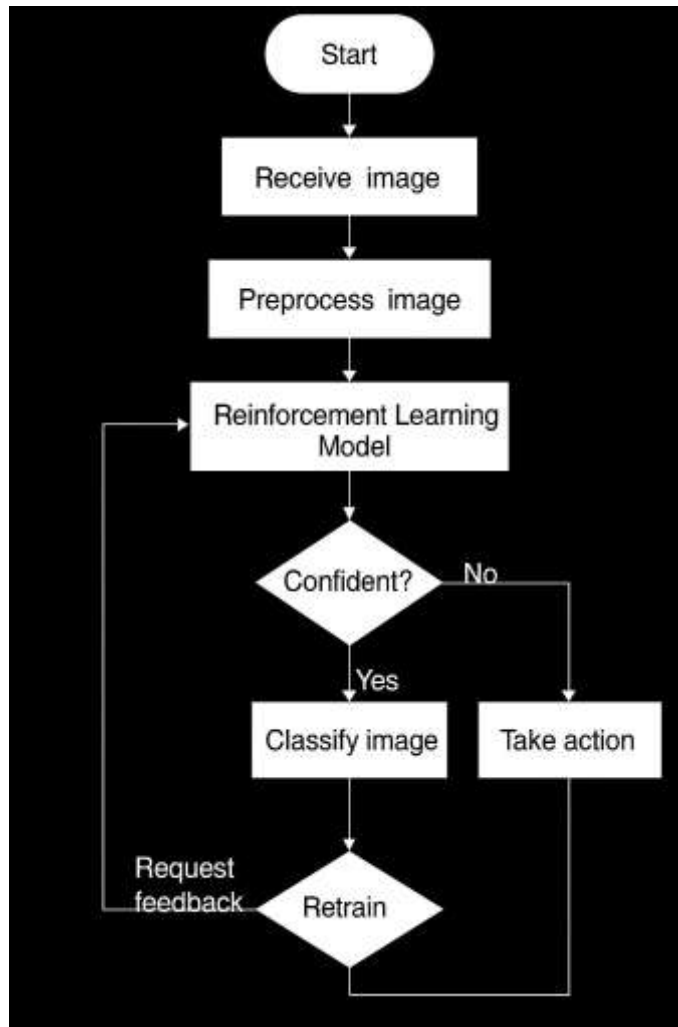 Start
Receive image
Preprocess image
Reinforcement Learning
Model
Confident?
No
Yes
Classify image
Take action
Request
feedback
Retrain